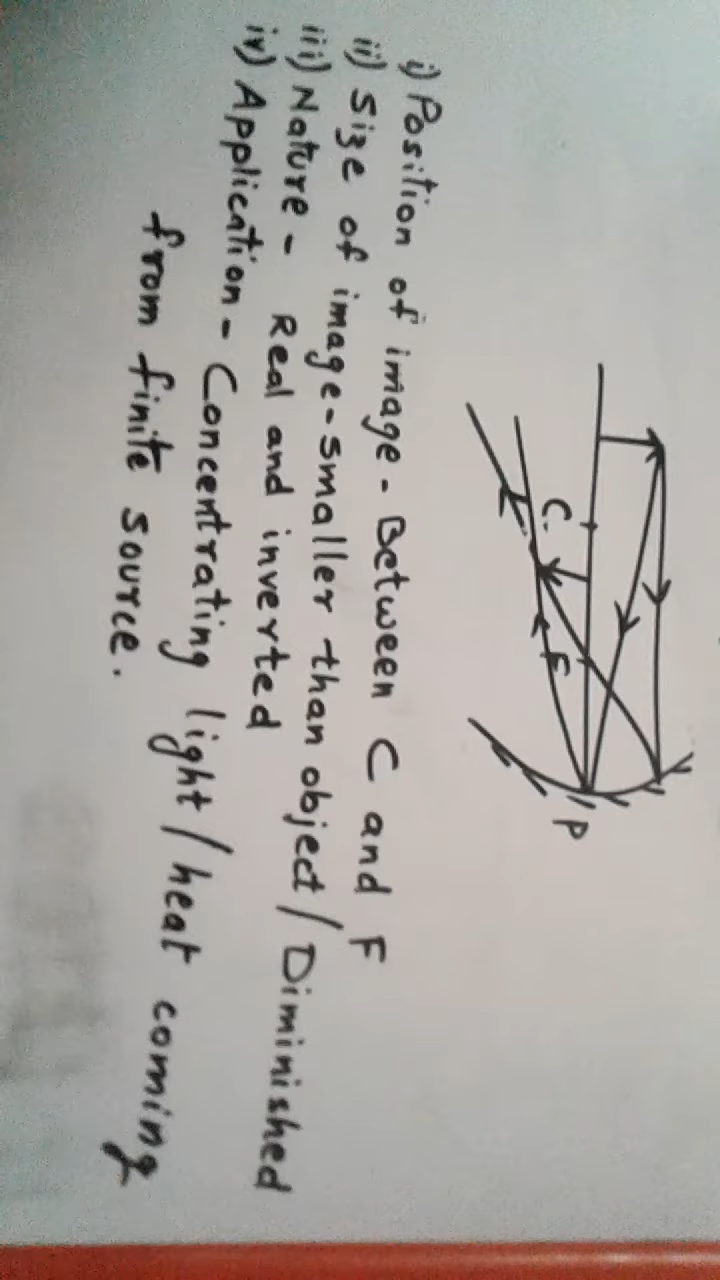 C.
F
P
i) Position of image - Between C and F
ii) Size of image - smaller than object / Diminished
iii) Nature - Real and inverted
iv) Application - Concentrating light / heat coming
from finite source.